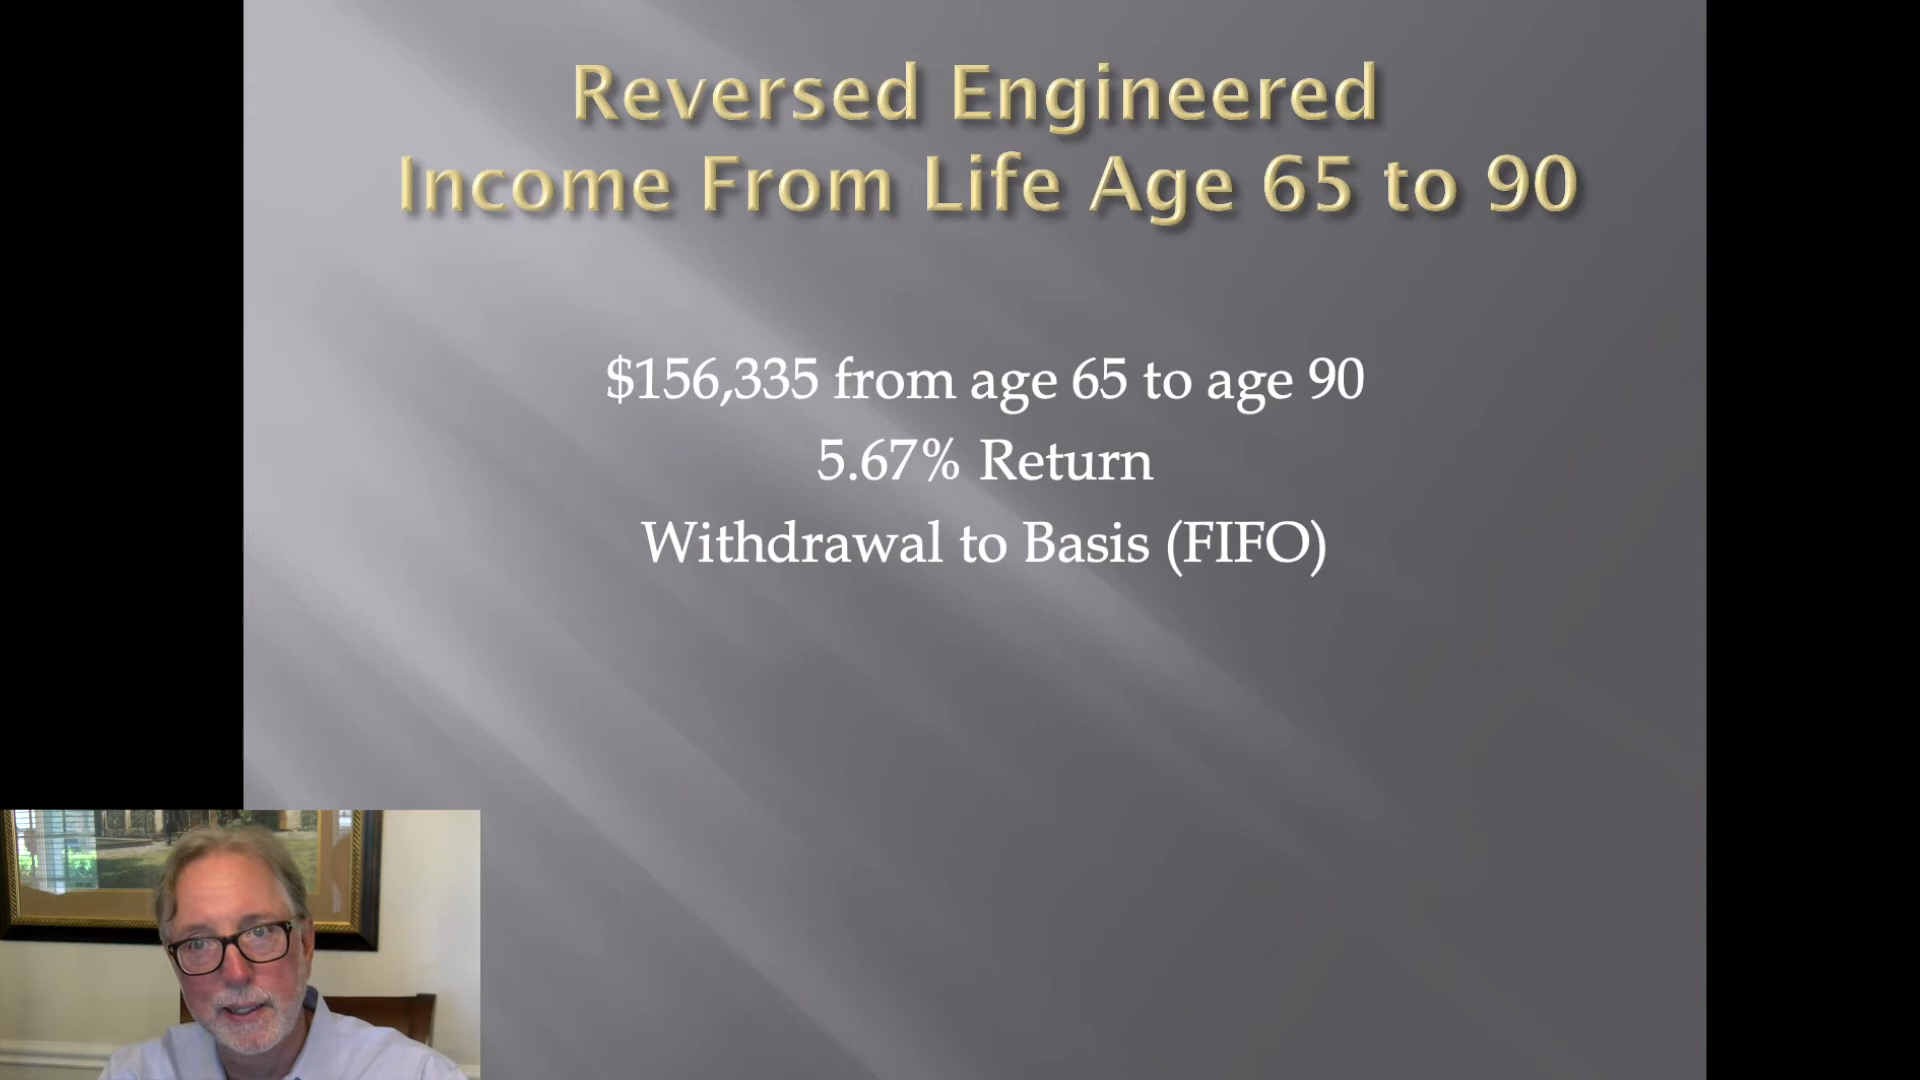 Reversed Engineered
Income From Life Age 65 to 90
$156,335 from age 65 to age 90
5.67% Return
Withdrawal to Basis (FIFO)